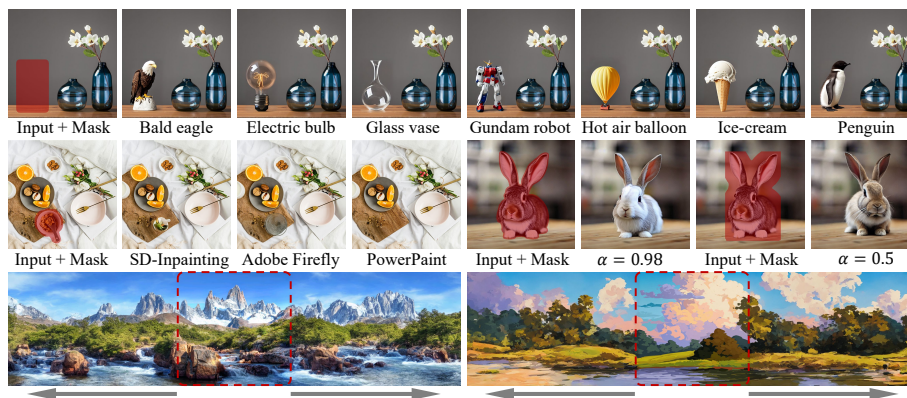 Input + Mask Bald eagle Electric bulb Glass vase Gundam robot Hot air balloon Ice-cream Penguin
Input + Mask SD-Inpainting Adobe Firefly PowerPaint Input + Mask α = 0.98 Input + Mask α = 0.5